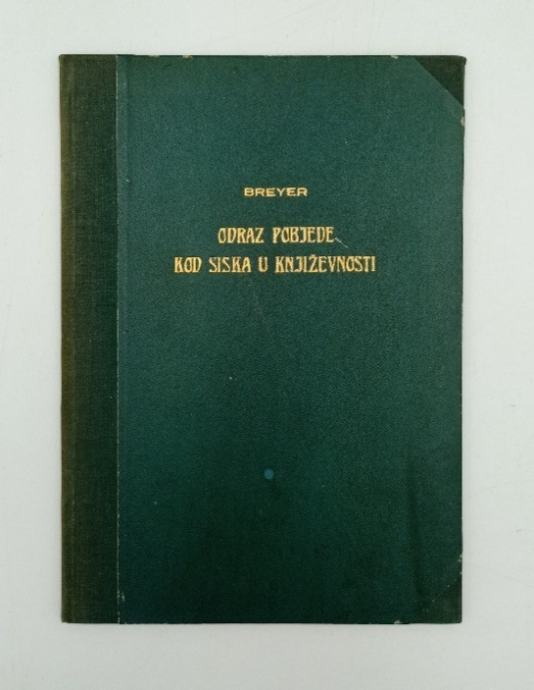 BREYER
ODRAZ POBJEDE
KOD SISKA U KNJIŽEVNOSTI